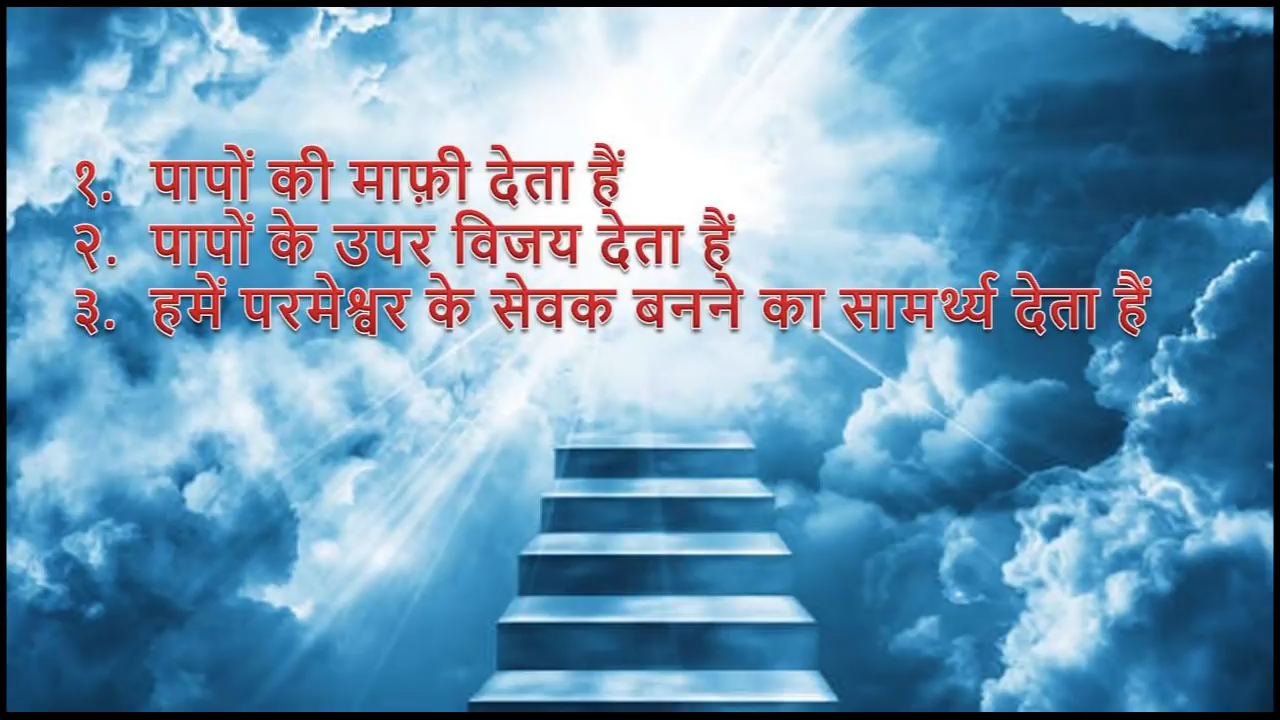 १. पापों की माफ़ी देता हैं
२. पापों के उपर विजय देता हैं
३. हमें परमेश्वर के सेवक बनने का सामर्थ्य देता हैं